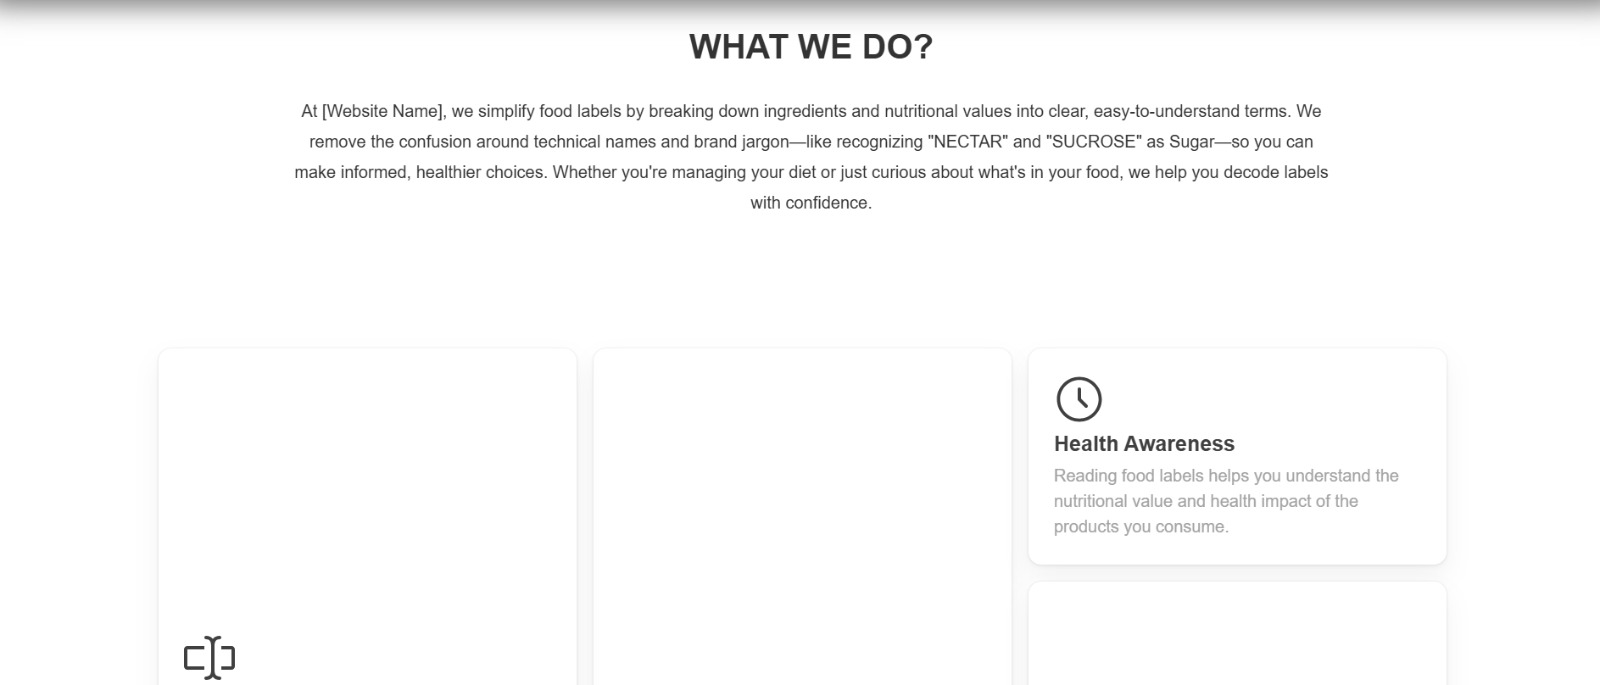 WHAT WE DO?
At [Website Name], we simplify food labels by breaking down ingredients and nutritional values into clear, easy-to-understand terms. We
remove the confusion around technical names and brand jargon—like recognizing "NECTAR" and "SUCROSE" as Sugar—so you can
make informed, healthier choices. Whether you're managing your diet or just curious about what's in your food, we help you decode labels
with confidence.
Health Awareness
Reading food labels helps you understand the
nutritional value and health impact of the
products you consume.